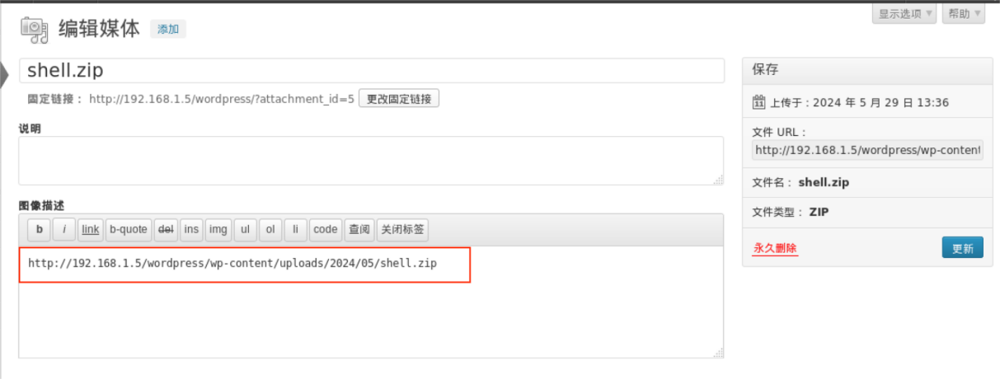 显示选项 帮助
编辑媒体 添加
shell.zip
固定链接： http://192.168.1.5/wordpress/?attachment_id=5 更改固定链接
说明
图像描述
b i link b-quote del ins img ul ol li code 查阅 关闭标签
http://192.168.1.5/wordpress/wp-content/uploads/2024/05/shell.zip
保存
11 上传于：2024 年 5 月 29 日 13:36
文件 URL：
http://192.168.1.5/wordpress/wp-content
文件名： shell.zip
文件类型： ZIP
永久删除 更新